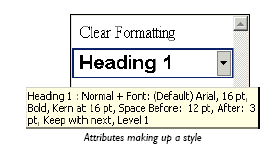 Clear Formatting
Heading 1
Heading 1 : Normal + Font: (Default) Arial, 16 pt,
Bold, Kern at 16 pt, Space Before:  12 pt, After:  3
pt, Keep with next, Level 1
Attributes making up a style